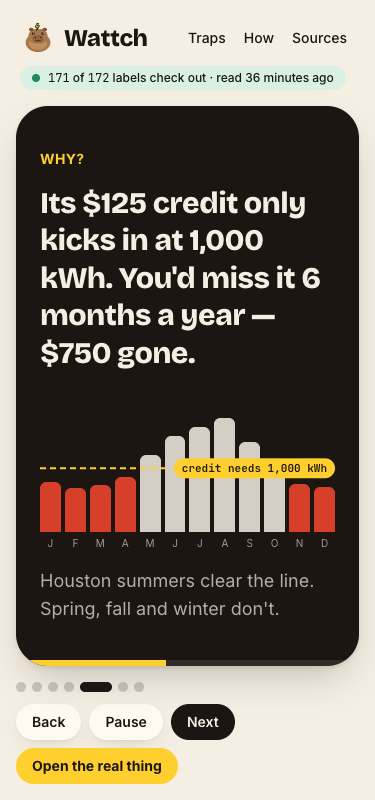 Wattch
Traps How Sources
171 of 172 labels check out · read 36 minutes ago
WHY?
Its $125 credit only
kicks in at 1,000
kWh. You'd miss it 6
months a year —
$750 gone.
credit needs 1,000 kWh
J F M A M J J A S O N D
Houston summers clear the line.
Spring, fall and winter don't.
Back Pause Next
Open the real thing